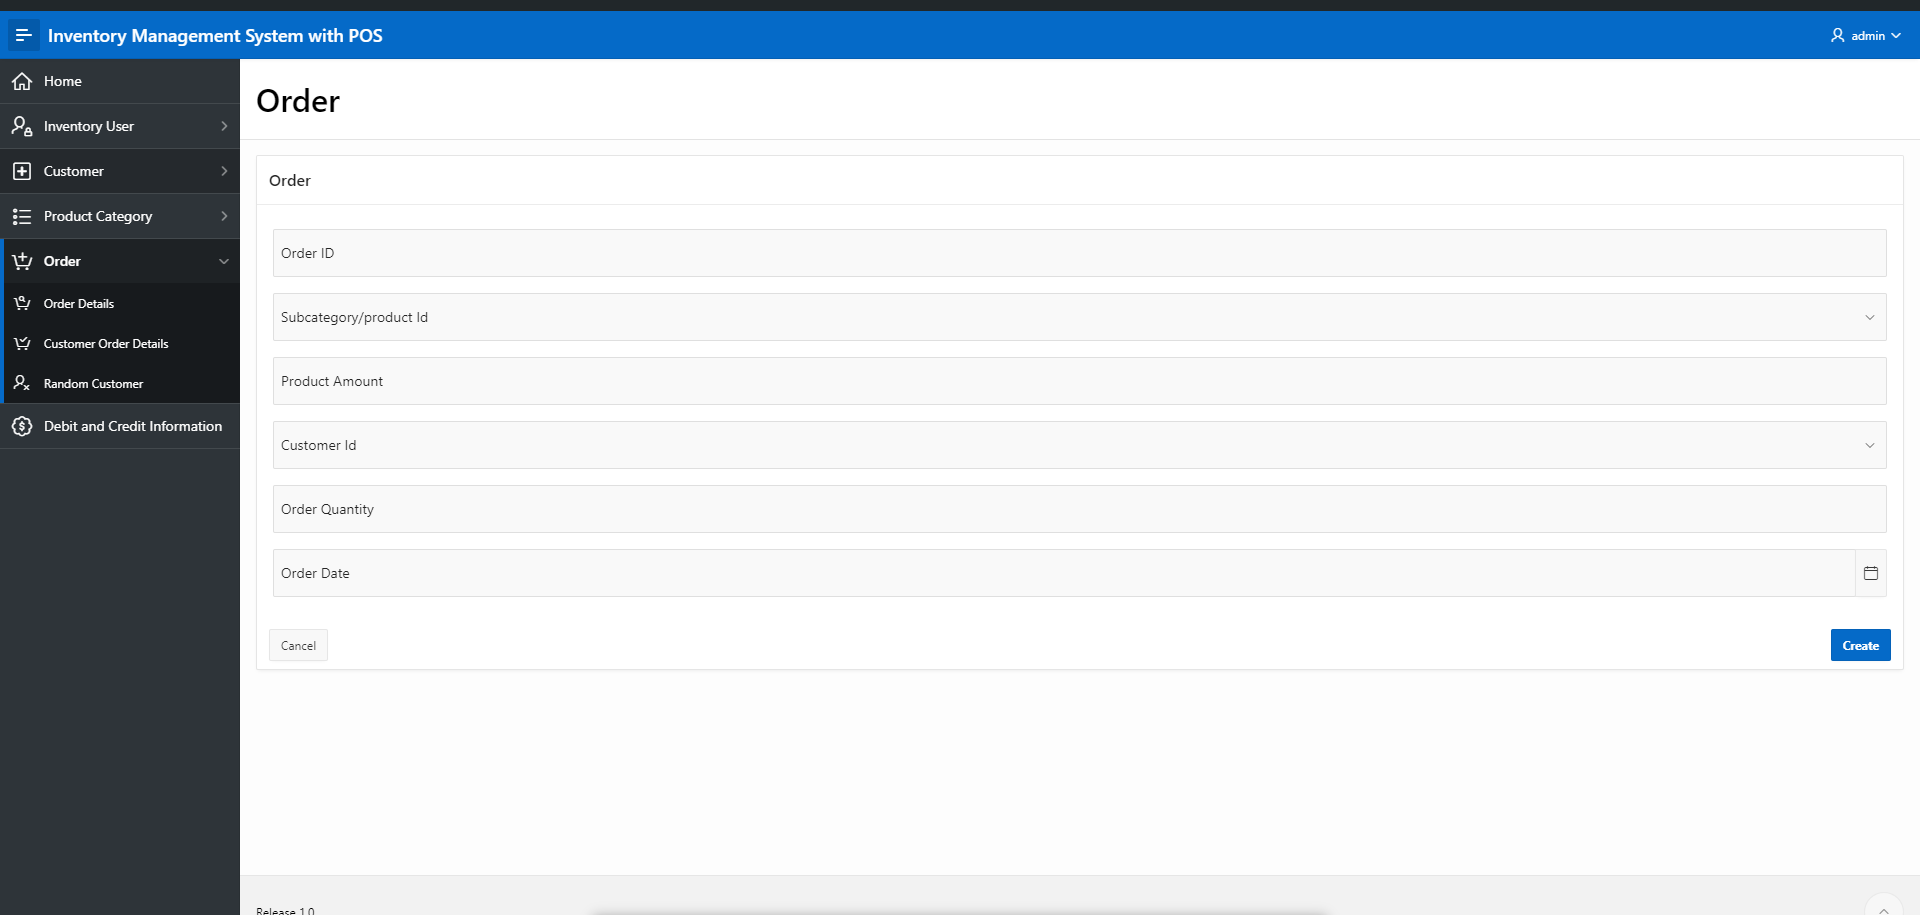 Inventory Management System with POS
admin
Home
Inventory User
Customer
Product Category
Order
Order Details
Customer Order Details
Random Customer
Debit and Credit Information
Order
Order
Order ID
Subcategory/product Id
Product Amount
Customer Id
Order Quantity
Order Date
Cancel
Create
Release 1.0